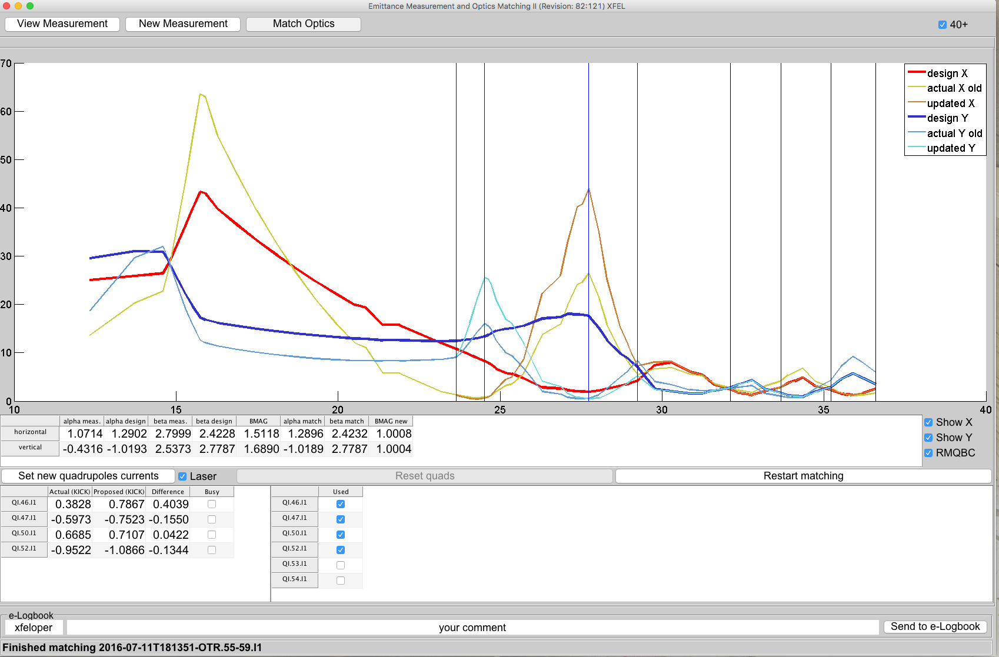 Emittance Measurement and Optics Matching II (Revision: 82:121) XFEL
View Measurement New Measurement Match Optics 40+
70
60
50
40
30
20
10
0
10 15 20 25 30 35 40
design X
actual X old
updated X
design Y
actual Y old
updated Y
alpha meas. alpha design beta meas. beta design BMAG alpha match beta match BMAG new
horizontal 1.0714 1.2902 2.7999 2.4228 1.5118 1.2896 2.4232 1.0008
vertical -0.4316 -1.0193 2.5373 2.7787 1.6890 -1.0189 2.7787 1.0004
Show X
Show Y
RMQBC
Set new quadrupoles currents Laser Reset quads Restart matching
Actual (KICK) Proposed (KICK) Difference Busy
QI.46.I1 0.3828 0.7867 0.4039
QI.47.I1 -0.5973 -0.7523 -0.1550
QI.50.I1 0.6685 0.7107 0.0422
QI.52.I1 -0.9522 -1.0866 -0.1344
Used
QI.46.I1
QI.47.I1
QI.50.I1
QI.52.I1
QI.53.I1
QI.54.I1
e-Logbook
xfeloper your comment Send to e-Logbook
Finished matching 2016-07-11T181351-OTR.55-59.I1